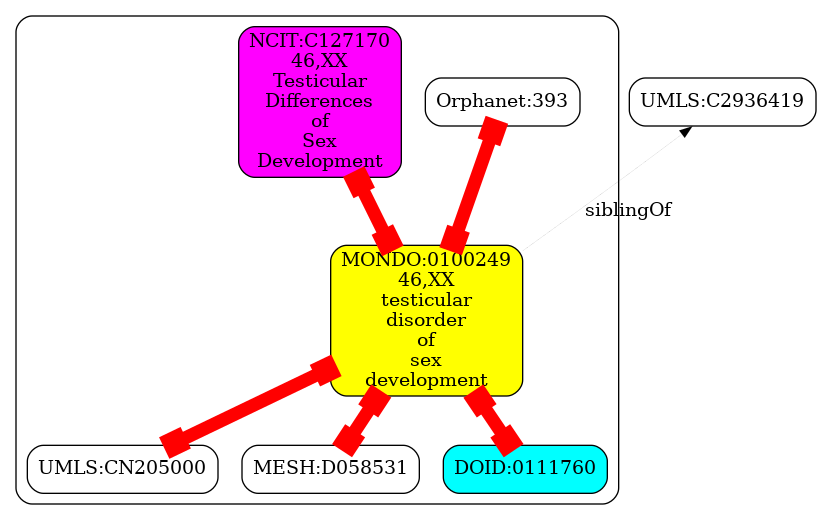 NCIT:C127170
46,XX
Testicular
Differences
of
Sex
Development
Orphanet:393
UMLS:C2936419
siblingOf
MONDO:0100249
46,XX
testicular
disorder
of
sex
development
UMLS:CN205000
MESH:D058531
DOID:0111760